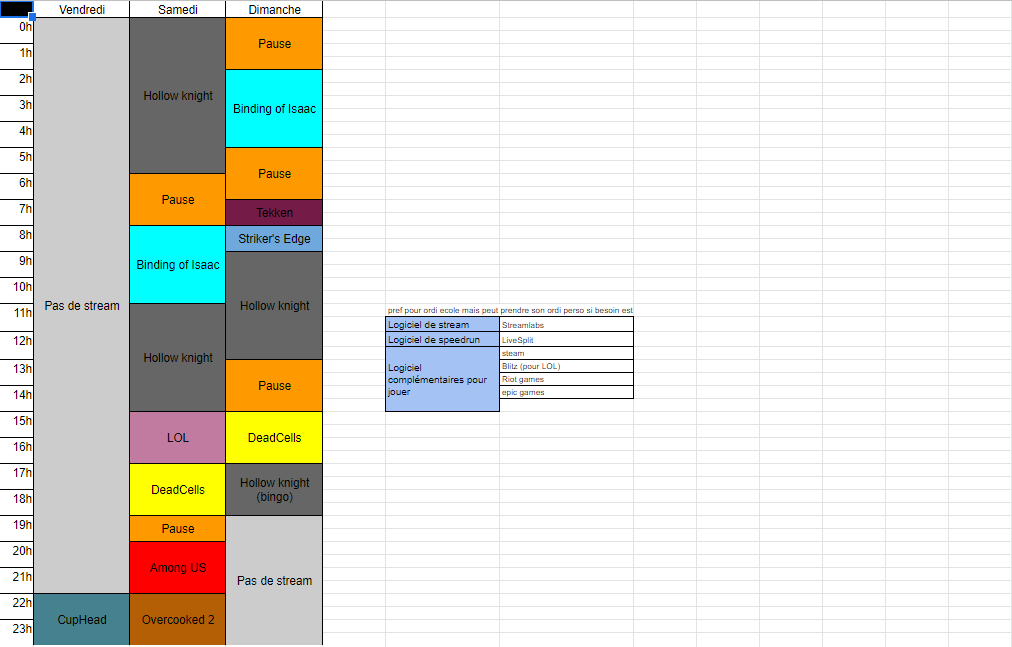 Vendredi Samedi Dimanche
0h
1h Pause
2h
3h Hollow knight Binding of Isaac
4h
5h
6h Pause Pause
7h Tekken
8h Striker's Edge
9h Binding of Isaac
10h
11h Pas de stream Hollow knight pref pour ordi ecole mais peut prendre son ordi perso si besoin est
Logiciel de stream Streamlabs
12h Logiciel de speedrun LiveSplit
13h Hollow knight steam
Logiciel complémentaires pour jouer Blitz (pour LOL)
14h Pause Riot games
epic games
15h
16h LOL DeadCells
17h
18h DeadCells Hollow knight (bingo)
19h Pause
20h
21h Among US Pas de stream
22h
23h CupHead Overcooked 2